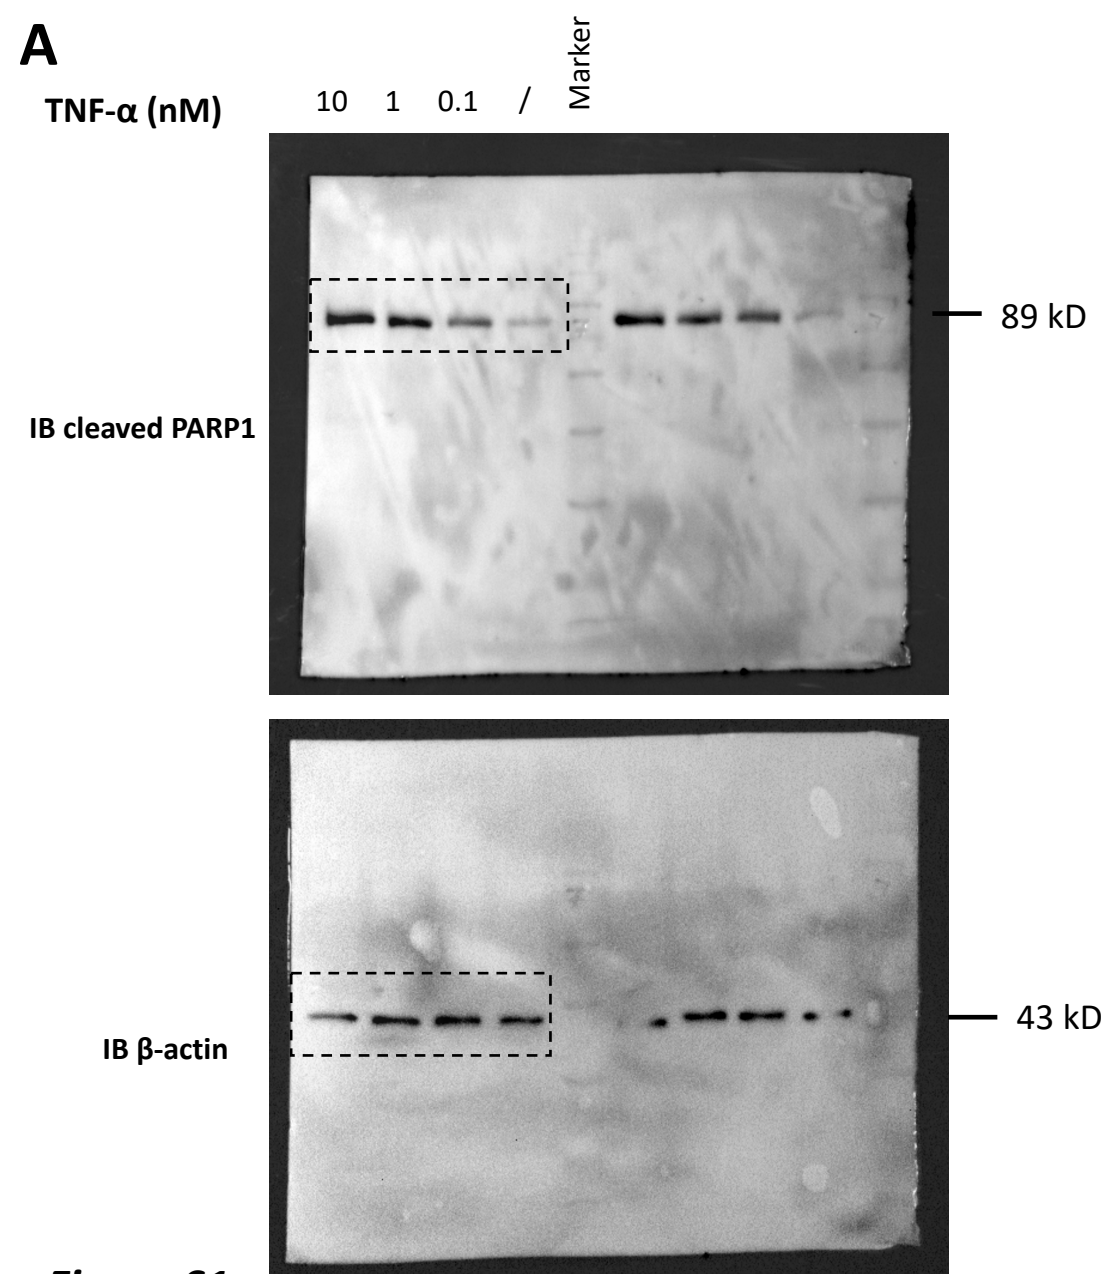 A
Marker
TNF-α (nM)
10 1 0.1 /
89 kD
IB cleaved PARP1
43 kD
IB β-actin